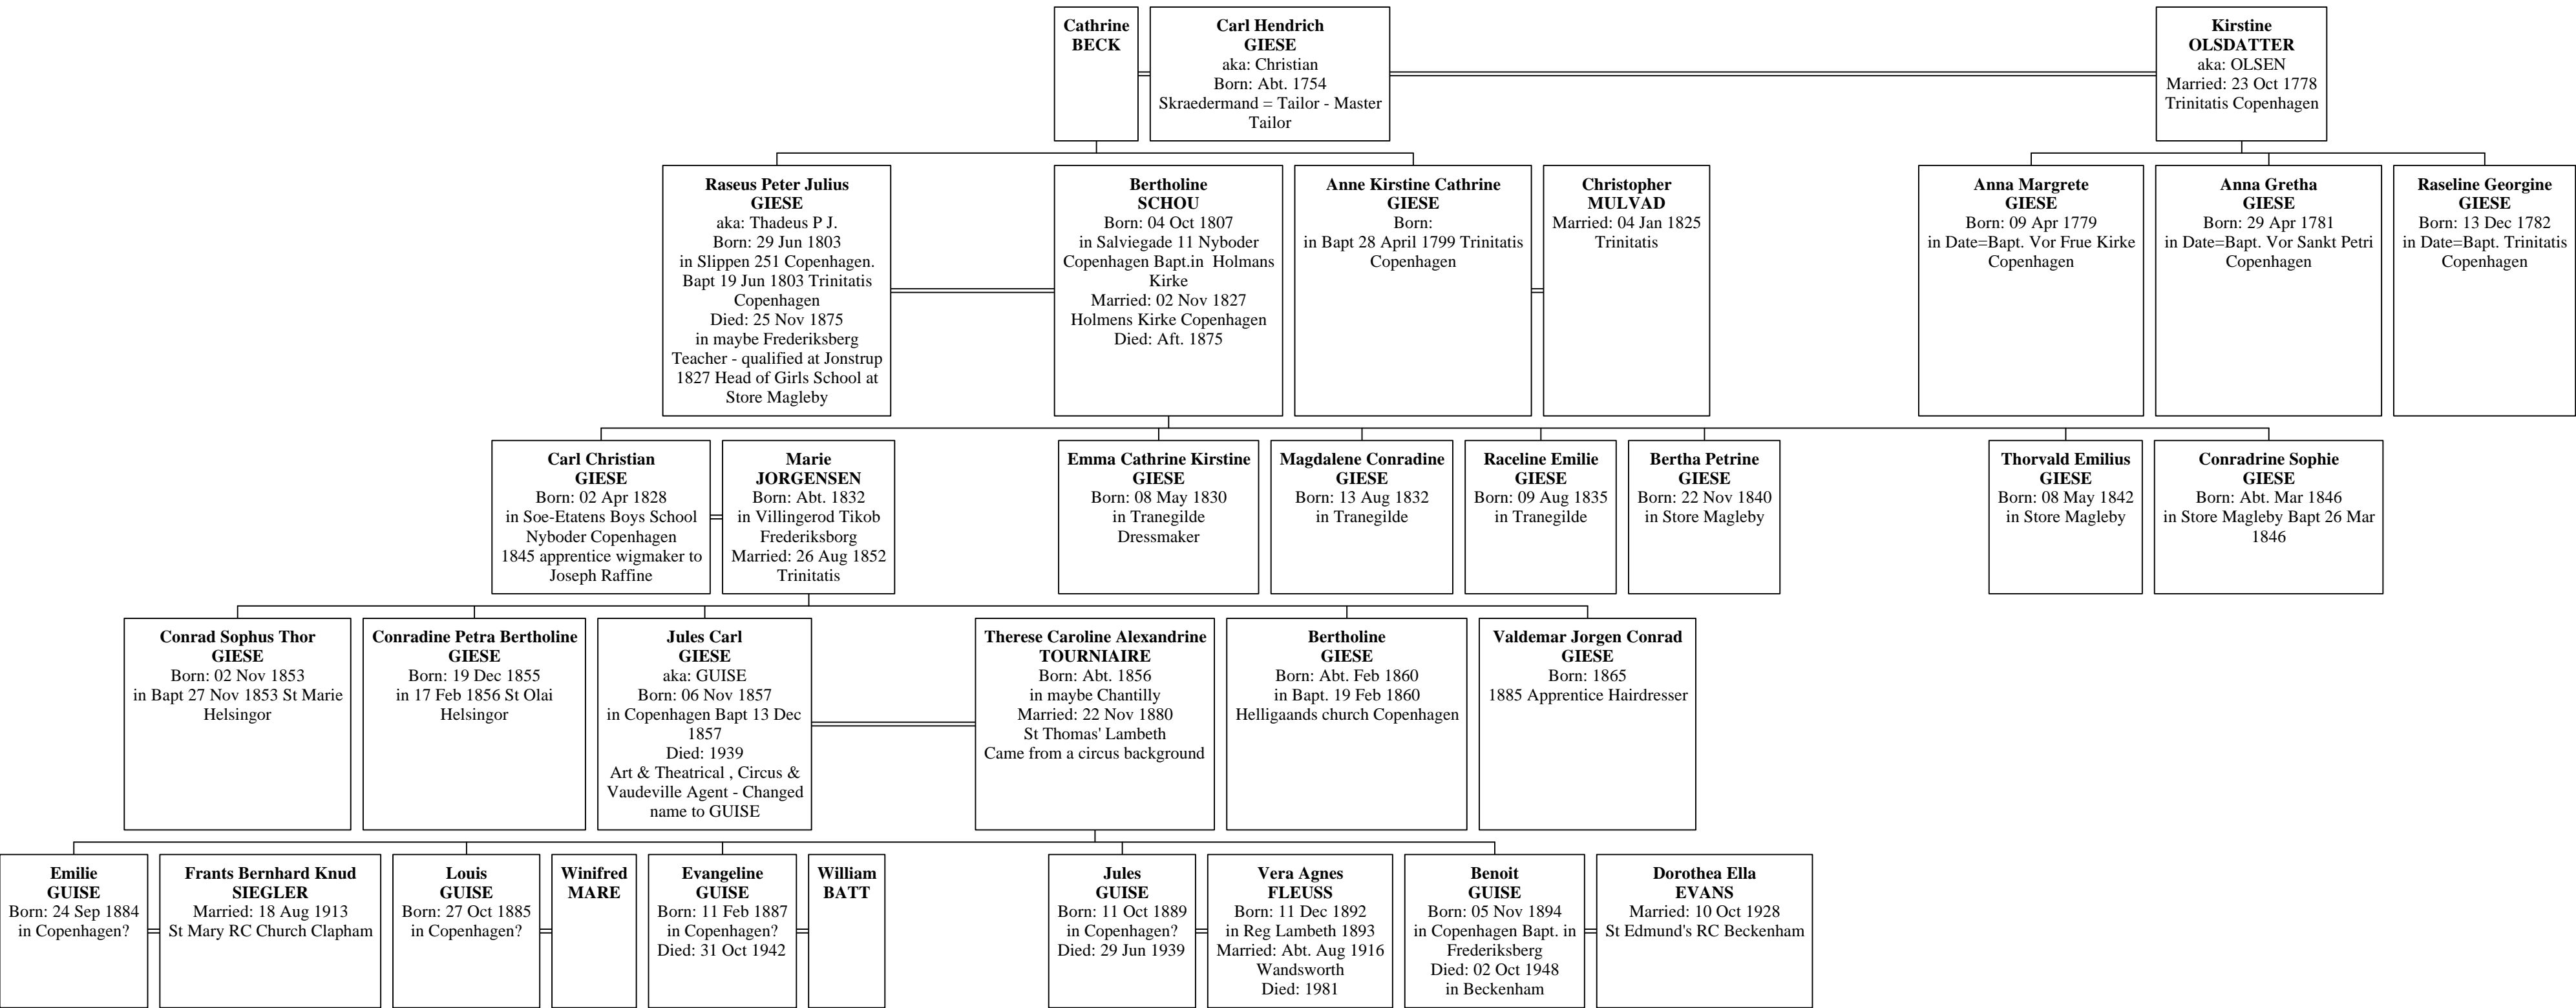 Cathrine
BECK
Carl Hendrich
GIESE
aka: Christian
Born: Abt. 1754
Skraedermand = Tailor - Master
Tailor
Kirstine
OLSDATTER
aka: OLSEN
Married: 23 Oct 1778
Trinitatis Copenhagen
Raseus Peter Julius
GIESE
aka: Thadeus P J.
Born: 29 Jun 1803
in Slippen 251 Copenhagen.
Bapt 19 Jun 1803 Trinitatis
Copenhagen
Died: 25 Nov 1875
in maybe Frederiksberg
Teacher - qualified at Jonstrup
1827 Head of Girls School at
Store Magleby
Bertholine
SCHOU
Born: 04 Oct 1807
in Salviegade 11 Nyboder
Copenhagen Bapt.in Holmans
Kirke
Married: 02 Nov 1827
Holmens Kirke Copenhagen
Died: Aft. 1875
Anne Kirstine Cathrine
GIESE
Born:
in Bapt 28 April 1799 Trinitatis
Copenhagen
Christopher
MULVAD
Married: 04 Jan 1825
Trinitatis
Anna Margrete
GIESE
Born: 09 Apr 1779
in Date=Bapt. Vor Frue Kirke
Copenhagen
Anna Gretha
GIESE
Born: 29 Apr 1781
in Date=Bapt. Vor Sankt Petri
Copenhagen
Raseline Georgine
GIESE
Born: 13 Dec 1782
in Date=Bapt. Trinitatis
Copenhagen
Carl Christian
GIESE
Born: 02 Apr 1828
in Soe-Etatens Boys School
Nyboder Copenhagen
1845 apprentice wigmaker to
Joseph Raffine
Marie
JORGENSEN
Born: Abt. 1832
in Villingerod Tikob
Frederiksborg
Married: 26 Aug 1852
Trinitatis
Emma Cathrine Kirstine
GIESE
Born: 08 May 1830
in Tranegilde
Dressmaker
Magdalene Conradine
GIESE
Born: 13 Aug 1832
in Tranegilde
Raceline Emilie
GIESE
Born: 09 Aug 1835
in Tranegilde
Bertha Petrine
GIESE
Born: 22 Nov 1840
in Store Magleby
Thorvald Emilius
GIESE
Born: 08 May 1842
in Store Magleby
Conradrine Sophie
GIESE
Born: Abt. Mar 1846
in Store Magleby Bapt 26 Mar
1846
Conrad Sophus Thor
GIESE
Born: 02 Nov 1853
in Bapt 27 Nov 1853 St Marie
Helsingor
Conradine Petra Bertholine
GIESE
Born: 19 Dec 1855
in 17 Feb 1856 St Olai
Helsingor
Jules Carl
GIESE
aka: GUISE
Born: 06 Nov 1857
in Copenhagen Bapt 13 Dec
1857
Died: 1939
Art & Theatrical , Circus &
Vaudeville Agent - Changed
name to GUISE
Therese Caroline Alexandrine
TOURNIAIRE
Born: Abt. 1856
in maybe Chantilly
Married: 22 Nov 1880
St Thomas' Lambeth
Came from a circus background
Bertholine
GIESE
Born: Abt. Feb 1860
in Bapt. 19 Feb 1860
Helligaands church Copenhagen
Valdemar Jorgen Conrad
GIESE
Born: 1865
1885 Apprentice Hairdresser
Emilie
GUISE
Born: 24 Sep 1884
in Copenhagen?
Frants Bernhard Knud
SIEGLER
Married: 18 Aug 1913
St Mary RC Church Clapham
Louis
GUISE
Born: 27 Oct 1885
in Copenhagen?
Winifred
MARE
Evangeline
GUISE
Born: 11 Feb 1887
in Copenhagen?
Died: 31 Oct 1942
William
BATT
Jules
GUISE
Born: 11 Oct 1889
in Copenhagen?
Died: 29 Jun 1939
Vera Agnes
FLEUSS
Born: 11 Dec 1892
in Reg Lambeth 1893
Married: Abt. Aug 1916
Wandsworth
Died: 1981
Benoit
GUISE
Born: 05 Nov 1894
in Copenhagen Bapt. in
Frederiksberg
Died: 02 Oct 1948
in Beckenham
Dorothea Ella
EVANS
Married: 10 Oct 1928
St Edmund's RC Beckenham